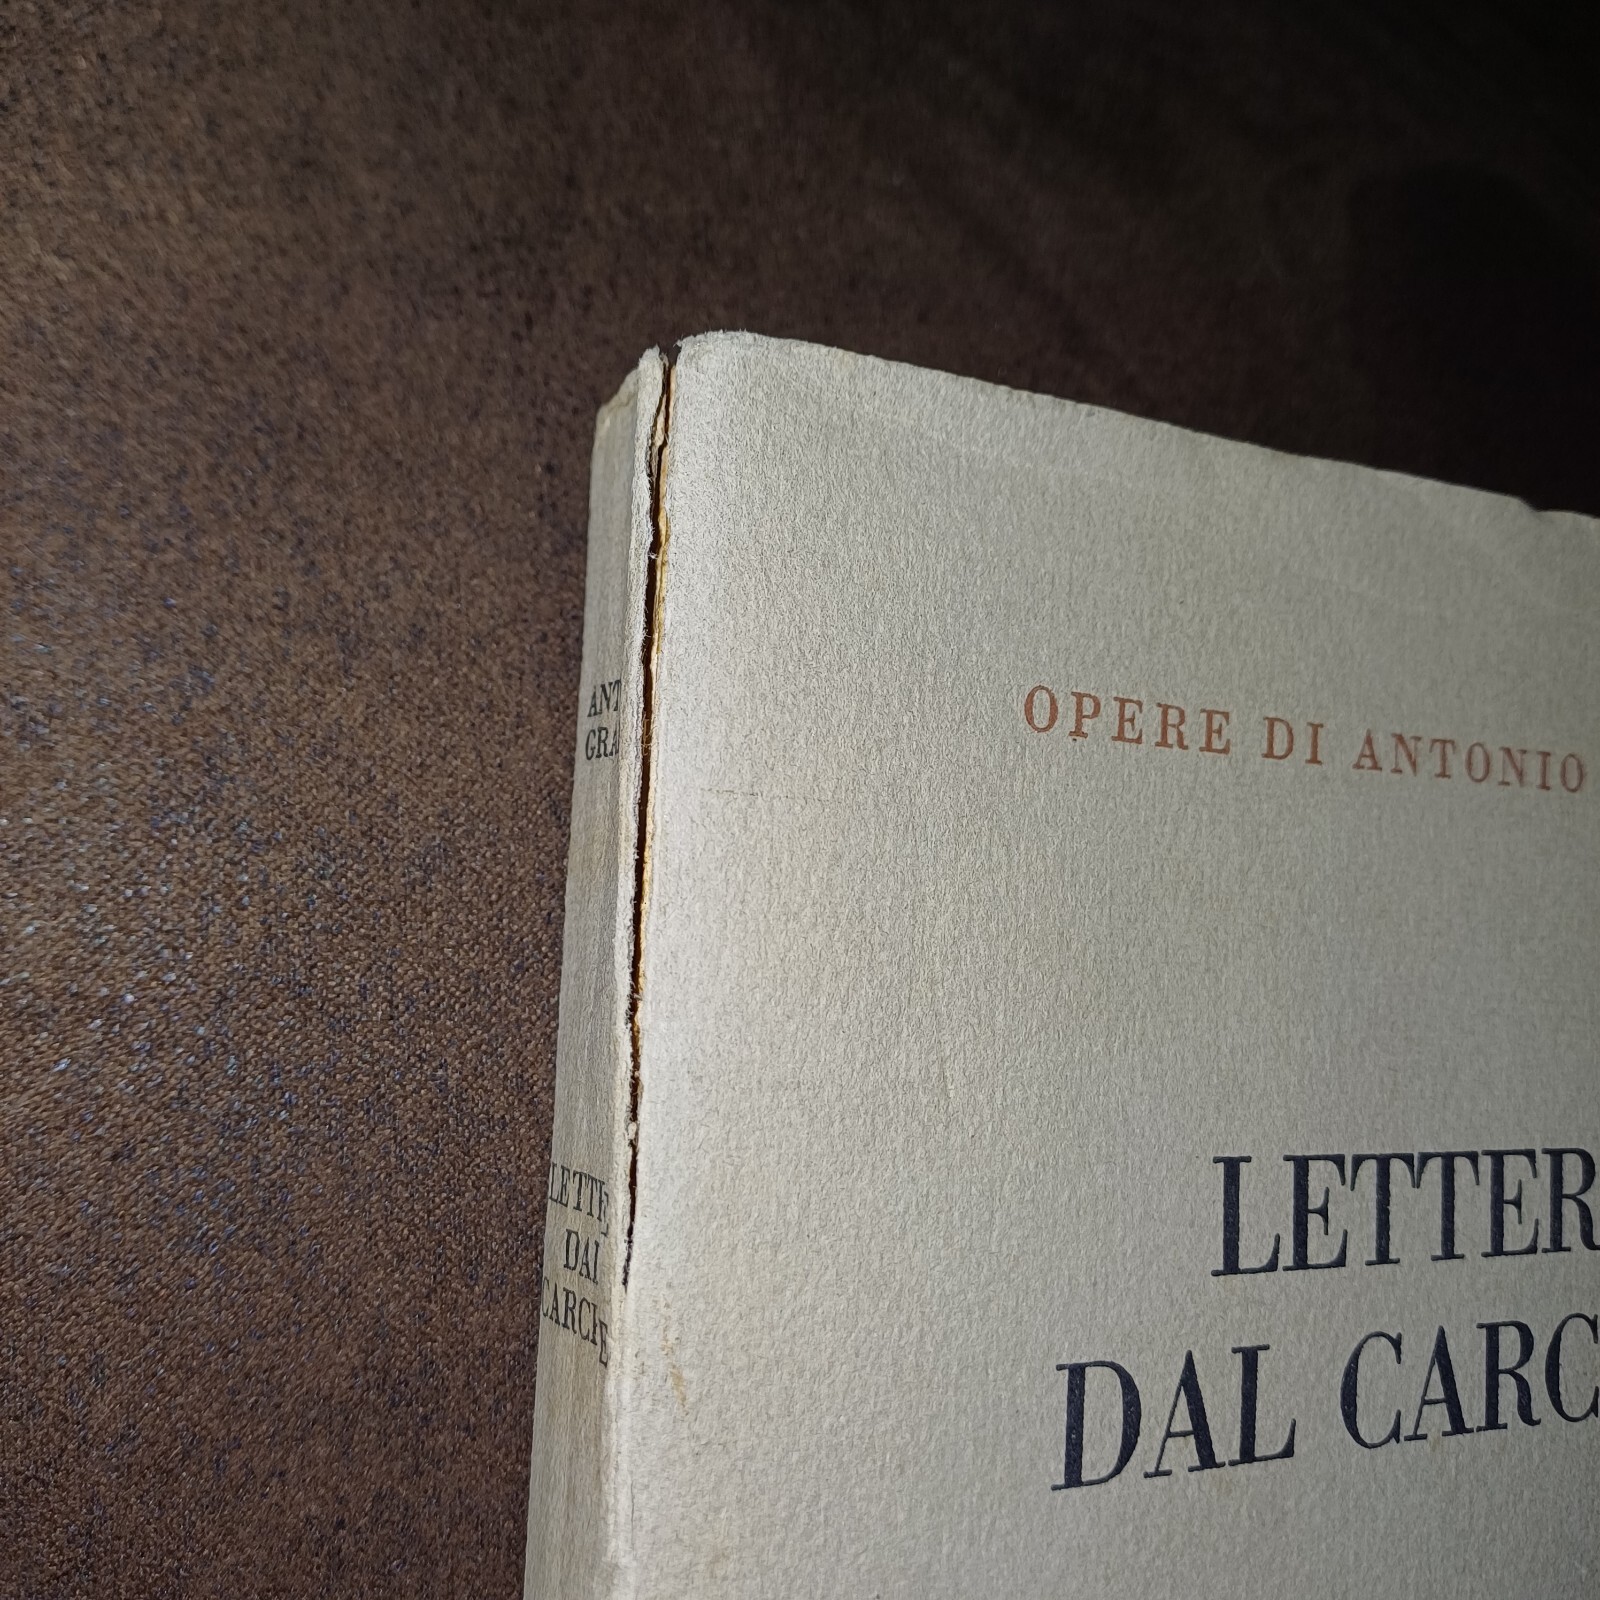 ANT
GRA
LETTE
DAL
CARCE
OPERE DI ANTONIO
LETTER
DAL CARC